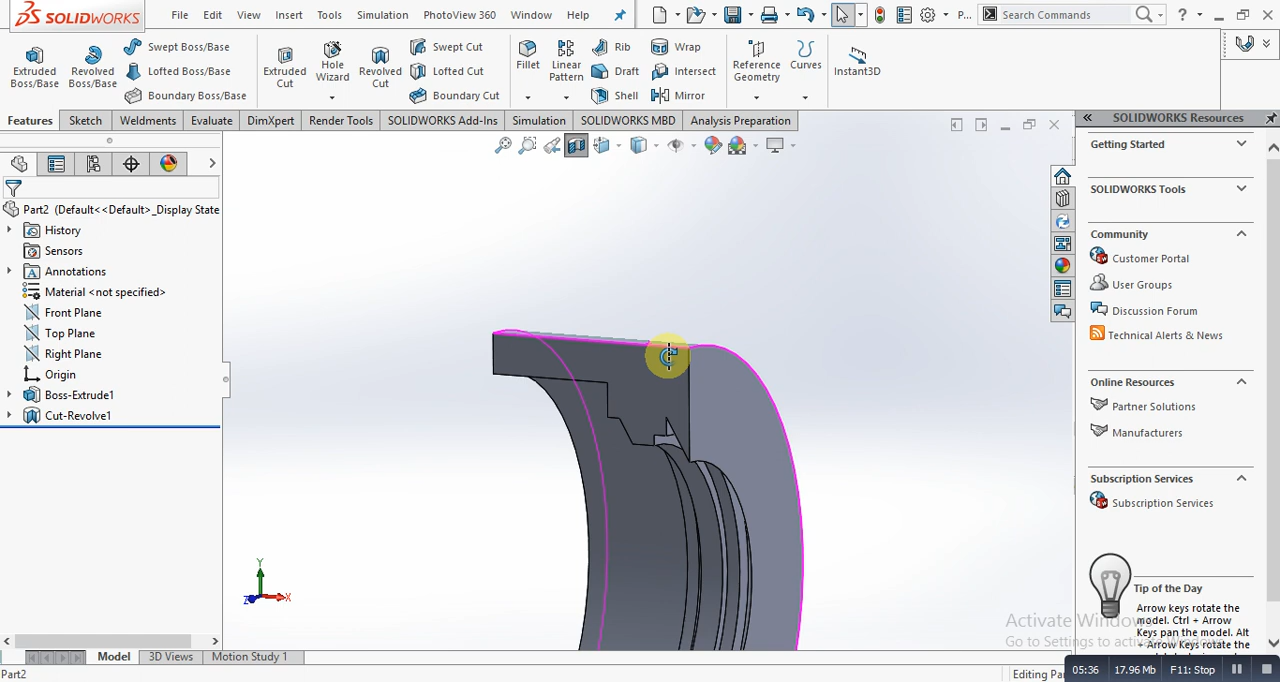 SOLIDWORKS
File Edit View Insert Tools Simulation PhotoView 360 Window Help P... Search Commands
Extruded Boss/Base
Revolved Boss/Base
Swept Boss/Base
Lofted Boss/Base
Boundary Boss/Base
Extruded Cut
Hole Wizard
Revolved Cut
Swept Cut
Lofted Cut
Boundary Cut
Fillet
Linear Pattern
Rib
Draft
Shell
Wrap
Intersect
Mirror
Reference Geometry
Curves
Instant3D
Features Sketch Weldments Evaluate DimXpert Render Tools SOLIDWORKS Add-Ins Simulation SOLIDWORKS MBD Analysis Preparation
Part2 (Default<<Default>_Display State
History
Sensors
Annotations
Material <not specified>
Front Plane
Top Plane
Right Plane
Origin
Boss-Extrude1
Cut-Revolve1
Y
Z
X
SOLIDWORKS Resources
Getting Started
SOLIDWORKS Tools
Community
Customer Portal
User Groups
Discussion Forum
Technical Alerts & News
Online Resources
Partner Solutions
Manufacturers
Subscription Services
Subscription Services
Tip of the Day
Arrow keys rotate the
model. Ctrl + Arrow
Keys pan the model. Alt
+ Arrow Keys rotate the
Activate Windows
Go to Settings to activate
Model 3D Views Motion Study 1
Part2
Editing Pa
05:36 17.96 Mb F11: Stop